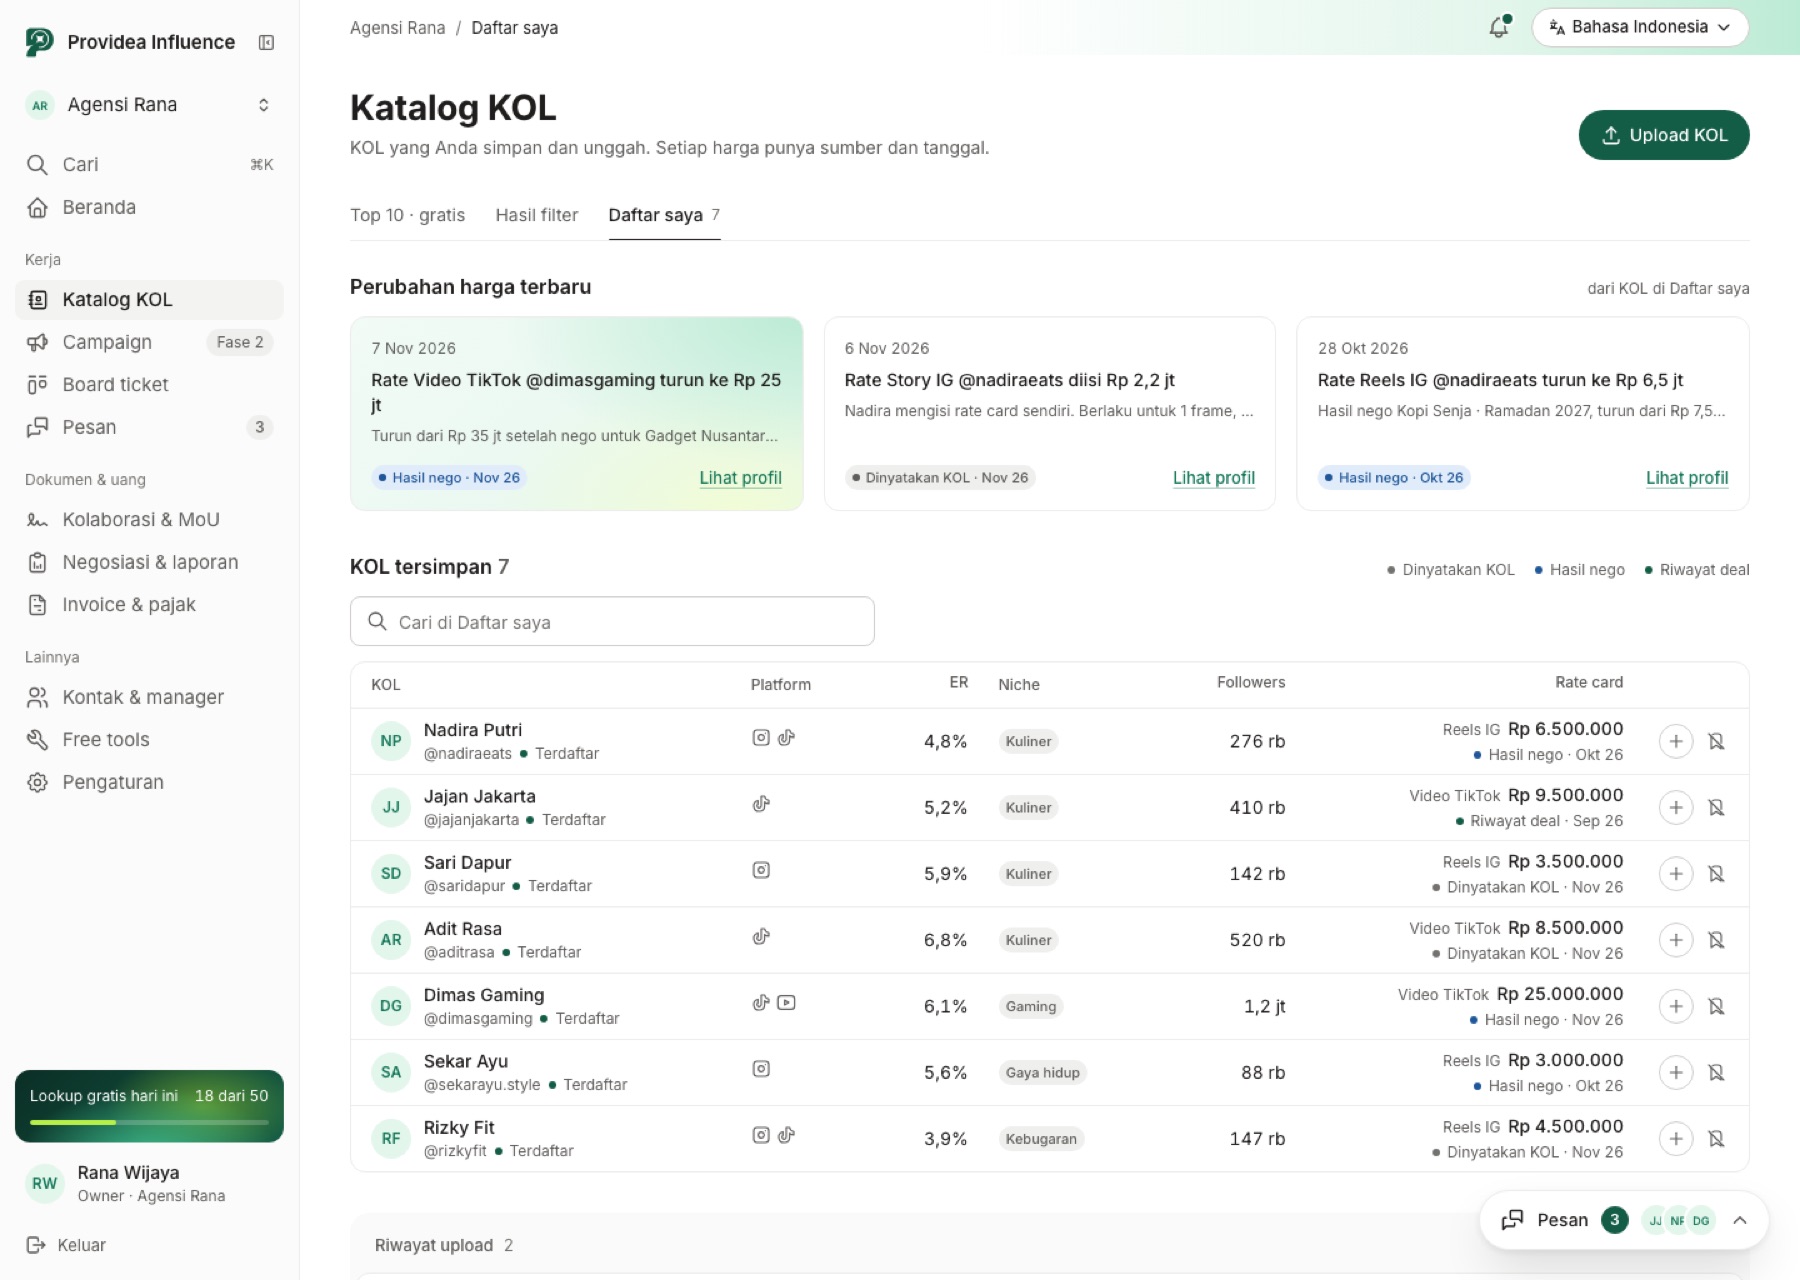 Providea Influence
AR Agensi Rana
Cari ⌘K
Beranda
Kerja
Katalog KOL
Campaign Fase 2
Board ticket
Pesan 3
Dokumen & uang
Kolaborasi & MoU
Negosiasi & laporan
Invoice & pajak
Lainnya
Kontak & manager
Free tools
Pengaturan
Lookup gratis hari ini 18 dari 50
RW Rana Wijaya
Owner · Agensi Rana
Keluar
Agensi Rana / Daftar saya
Bahasa Indonesia
Katalog KOL
KOL yang Anda simpan dan unggah. Setiap harga punya sumber dan tanggal.
Upload KOL
Top 10 · gratis Hasil filter Daftar saya 7
Perubahan harga terbaru
dari KOL di Daftar saya
7 Nov 2026
Rate Video TikTok @dimasgaming turun ke Rp 25
jt
Turun dari Rp 35 jt setelah nego untuk Gadget Nusantar...
Hasil nego · Nov 26 Lihat profil
6 Nov 2026
Rate Story IG @nadiraeats diisi Rp 2,2 jt
Nadira mengisi rate card sendiri. Berlaku untuk 1 frame, ...
Dinyatakan KOL · Nov 26 Lihat profil
28 Okt 2026
Rate Reels IG @nadiraeats turun ke Rp 6,5 jt
Hasil nego Kopi Senja · Ramadan 2027, turun dari Rp 7,5...
Hasil nego · Okt 26 Lihat profil
KOL tersimpan 7
Dinyatakan KOL Hasil nego Riwayat deal
Cari di Daftar saya
KOL Platform ER Niche Followers Rate card
NP Nadira Putri 4,8% Kuliner 276 rb Reels IG Rp 6.500.000
@nadiraeats Terdaftar Hasil nego · Okt 26
JJ Jajan Jakarta 5,2% Kuliner 410 rb Video TikTok Rp 9.500.000
@jajanjakarta Terdaftar Riwayat deal · Sep 26
SD Sari Dapur 5,9% Kuliner 142 rb Reels IG Rp 3.500.000
@saridapur Terdaftar Dinyatakan KOL · Nov 26
AR Adit Rasa 6,8% Kuliner 520 rb Video TikTok Rp 8.500.000
@aditrasa Terdaftar Dinyatakan KOL · Nov 26
DG Dimas Gaming 6,1% Gaming 1,2 jt Video TikTok Rp 25.000.000
@dimasgaming Terdaftar Hasil nego · Nov 26
SA Sekar Ayu 5,6% Gaya hidup 88 rb Reels IG Rp 3.000.000
@sekarayu.style Terdaftar Hasil nego · Okt 26
RF Rizky Fit 3,9% Kebugaran 147 rb Reels IG Rp 4.500.000
@rizkyfit Terdaftar Dinyatakan KOL · Nov 26
Riwayat upload 2
Pesan 3 JJ NP DG